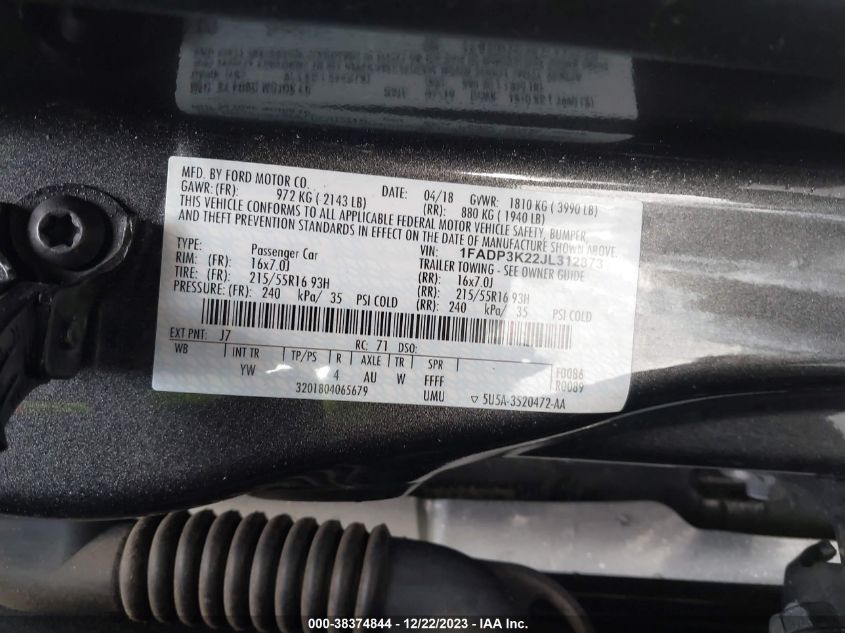 MFD. BY FORD MOTOR CO.
DATE: 04/18 GVWR: 1810 KG ( 3990 LB)
GAWR: (FR): 972 KG ( 2143 LB) (RR): 880 KG ( 1940 LB)
THIS VEHICLE CONFORMS TO ALL APPLICABLE FEDERAL MOTOR VEHICLE SAFETY, BUMPER,
AND THEFT PREVENTION STANDARDS IN EFFECT ON THE DATE OF MANUFACTURE SHOWN ABOVE.
VIN: 1FADP3K22JL312873
TYPE: Passenger Car TRAILER TOWING - SEE OWNER GUIDE
RIM: (FR) 16x7.0J (RR): 16x7.0J
TIRE: (FR) 215/55R16 93H (RR): 215/55R16 93H
PRESSURE: (FR): 240 kPa/ 35 PSI COLD (RR): 240 kPa/ 35 PSI COLD
EXT PNT: J7 RC: 71 DSO:
WB INT TR TP/PS R AXLE TR SPR
YW 4 AU W FFFF F0086
R0089
3201804065679 UMU ▽ 5U5A-3520472-AA
000-38374844 - 12/22/2023 - IAA Inc.